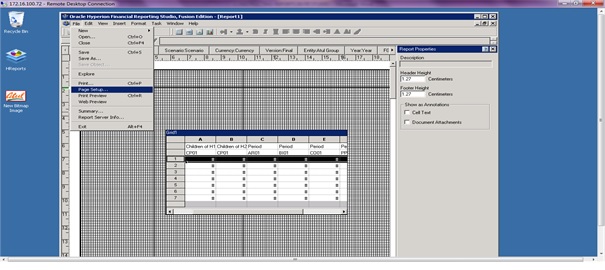 172.16.100.72 - Remote Desktop Connection
Oracle Hyperion Financial Reporting Studio, Fusion Edition - [Report1]
File Edit View Insert Format Task Window Help
New
Open... Ctrl+O
Close Ctrl+F4
Save Ctrl+S
Save As...
Save Object...
Explore
Print... Ctrl+P
Page Setup...
Print Preview Ctrl+R
Web Preview
Summary...
Report Server Info...
Exit Alt+F4
Scenario:Scenario Currency:Currency Version:Final Entity:Atul Group Year:Year
Recycle Bin
HReports
New Bitmap Image
Grid1
A B C D E
Children of H1 Children of H2 Period Period Period
CP01 CP01 AR01 BI01 CO01
1 # # # # #
2 # # # # #
3 # # # # #
4 # # # # #
5 # # # # #
6 # # # # #
7 # # # # #
Report Properties
Description
Header Height
1.27 Centimeters
Footer Height
1.27 Centimeters
Show as Annotations
Cell Text
Document Attachments